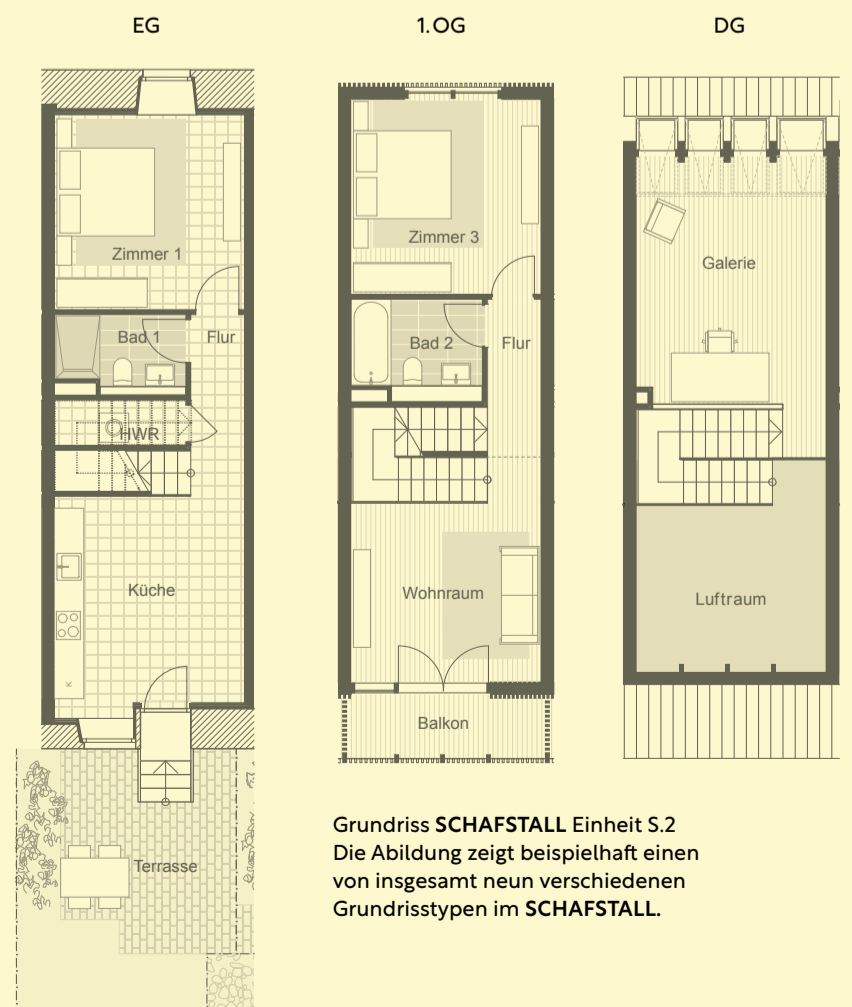 EG
1.OG
DG
Zimmer 1
Bad 1
Flur
HWR
Küche
K
Terrasse
Zimmer 3
Bad 2
Flur
Wohnraum
Balkon
Galerie
Luftraum
Grundriss SCHAFSTALL Einheit S.2
Die Abildung zeigt beispielhaft einen
von insgesamt neun verschiedenen
Grundrisstypen im SCHAFSTALL.